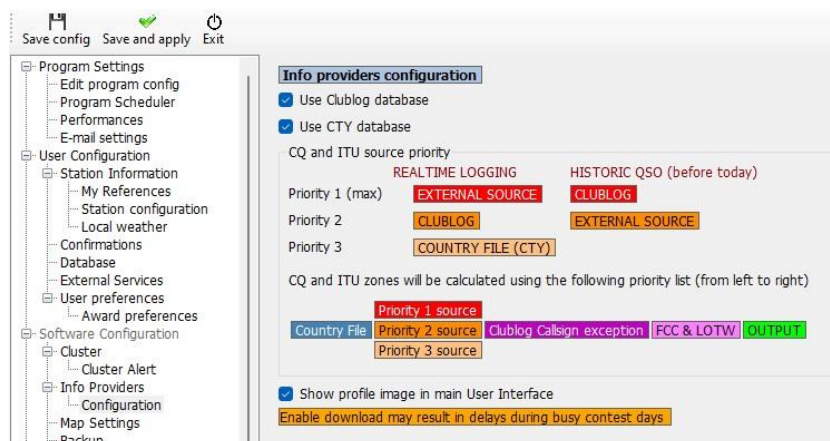 Save config Save and apply Exit
Program Settings
Edit program config
Program Scheduler
Performances
E-mail settings
User Configuration
Station Information
My References
Station configuration
Local weather
Confirmations
Database
External Services
User preferences
Award preferences
Software Configuration
Cluster
Cluster Alert
Info Providers
Configuration
Map Settings
Backup
Info providers configuration
Use Clublog database
Use CTY database
CQ and ITU source priority
REALTIME LOGGING HISTORIC QSO (before today)
Priority 1 (max) EXTERNAL SOURCE CLUBLOG
Priority 2 CLUBLOG EXTERNAL SOURCE
Priority 3 COUNTRY FILE (CTY)
CQ and ITU zones will be calculated using the following priority list (from left to right)
Priority 1 source
Country File Priority 2 source Clublog Callsign exception FCC & LOTW OUTPUT
Priority 3 source
Show profile image in main User Interface
Enable download may result in delays during busy contest days